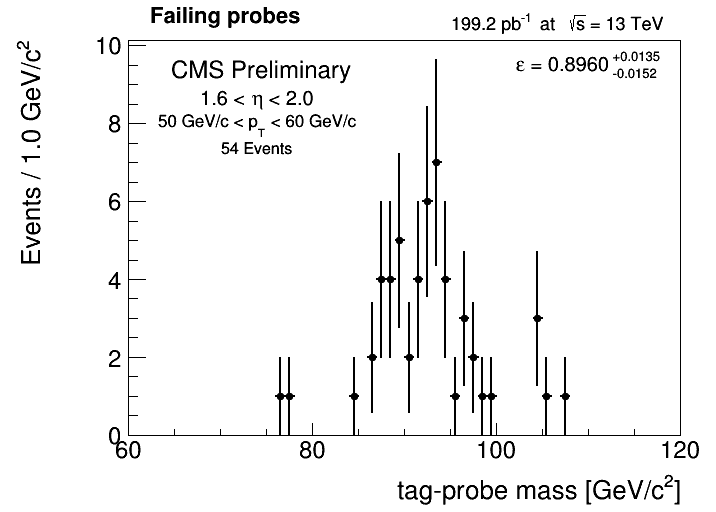 Failing probes
199.2 pb⁻¹ at √s = 13 TeV
CMS Preliminary
1.6 < η < 2.0
50 GeV/c < p_T < 60 GeV/c
54 Events
ε = 0.8960 +0.0135 -0.0152
Events / 1.0 GeV/c²
10
8
6
4
2
0
60 80 100 120
tag-probe mass [GeV/c²]